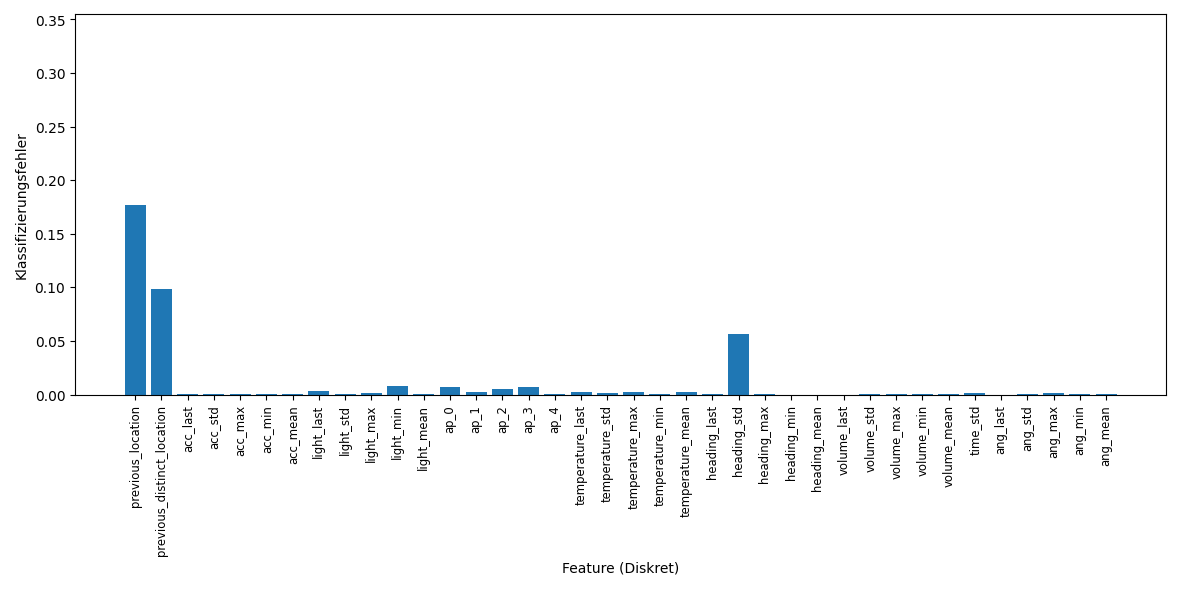 0.35
0.30
0.25
0.20
0.15
0.10
0.05
0.00
Klassifizierungsfehler
previous_location
previous_distinct_location
acc_last
acc_std
acc_max
acc_min
acc_mean
light_last
light_std
light_max
light_min
light_mean
ap_0
ap_1
ap_2
ap_3
ap_4
temperature_last
temperature_std
temperature_max
temperature_min
temperature_mean
heading_last
heading_std
heading_max
heading_min
heading_mean
volume_last
volume_std
volume_max
volume_min
volume_mean
time_std
ang_last
ang_std
ang_max
ang_min
ang_mean
Feature (Diskret)